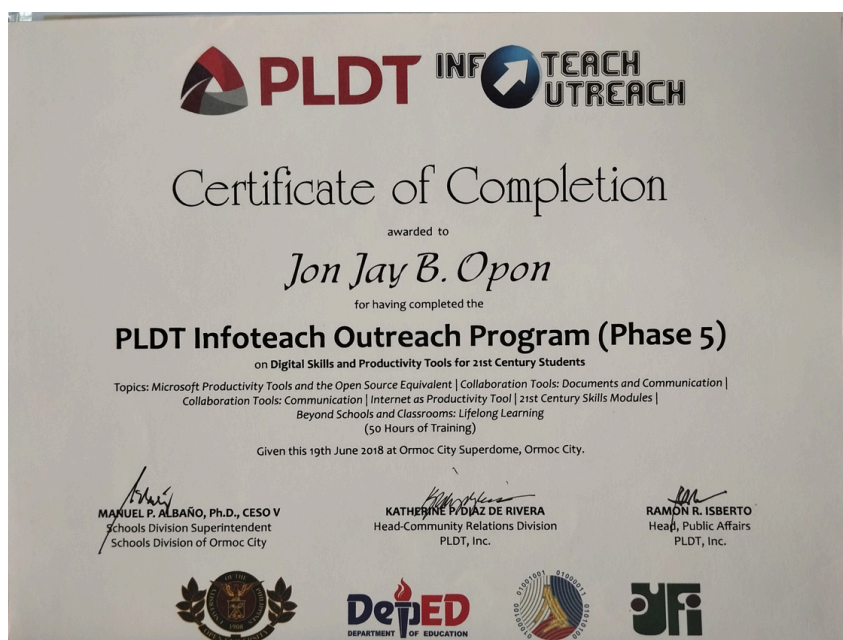 PLDT INFOTEACH OUTREACH
Certificate of Completion
awarded to
Jon Jay B. Opon
for having completed the
PLDT Infoteach Outreach Program (Phase 5)
on Digital Skills and Productivity Tools for 21st Century Students
Topics: Microsoft Productivity Tools and the Open Source Equivalent | Collaboration Tools: Documents and Communication |
Collaboration Tools: Communication | Internet as Productivity Tool | 21st Century Skills Modules |
Beyond Schools and Classrooms: Lifelong Learning
(50 Hours of Training)
Given this 19th June 2018 at Ormoc City Superdome, Ormoc City.
MANUEL P. ALBAÑO, Ph.D., CESO V
Schools Division Superintendent
Schools Division of Ormoc City
KATHERINE P. DIAZ DE RIVERA
Head-Community Relations Division
PLDT, Inc.
RAMON R. ISBERTO
Head, Public Affairs
PLDT, Inc.
DepED
DEPARTMENT OF EDUCATION